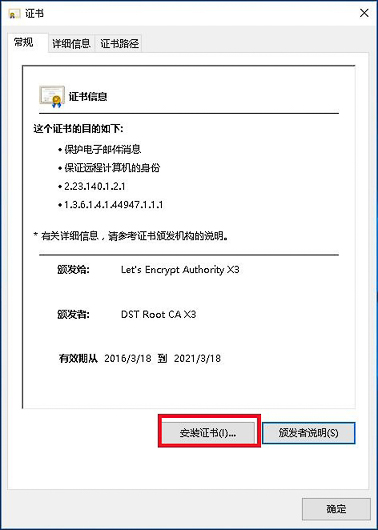 证书
常规 详细信息 证书路径
证书信息
这个证书的目的如下:
• 保护电子邮件消息
• 保证远程计算机的身份
• 2.23.140.1.2.1
• 1.3.6.1.4.1.44947.1.1.1
* 有关详细信息，请参考证书颁发机构的说明。
颁发给: Let's Encrypt Authority X3
颁发者: DST Root CA X3
有效期从 2016/3/18 到 2021/3/18
安装证书(I)... 颁发者说明(S)
确定